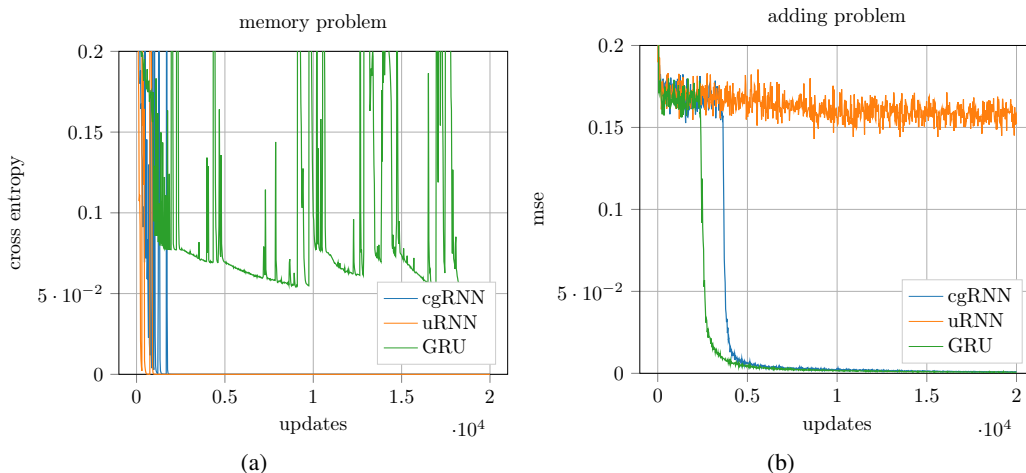 memory problem
0.2
0.15
0.1
5 · 10−2
0
cross entropy
0
0.5
1
1.5
2
updates
·10⁴
cgRNN
uRNN
GRU
(a)
adding problem
0.2
0.15
0.1
5 · 10−2
0
mse
0
0.5
1
1.5
2
updates
·10⁴
cgRNN
uRNN
GRU
(b)